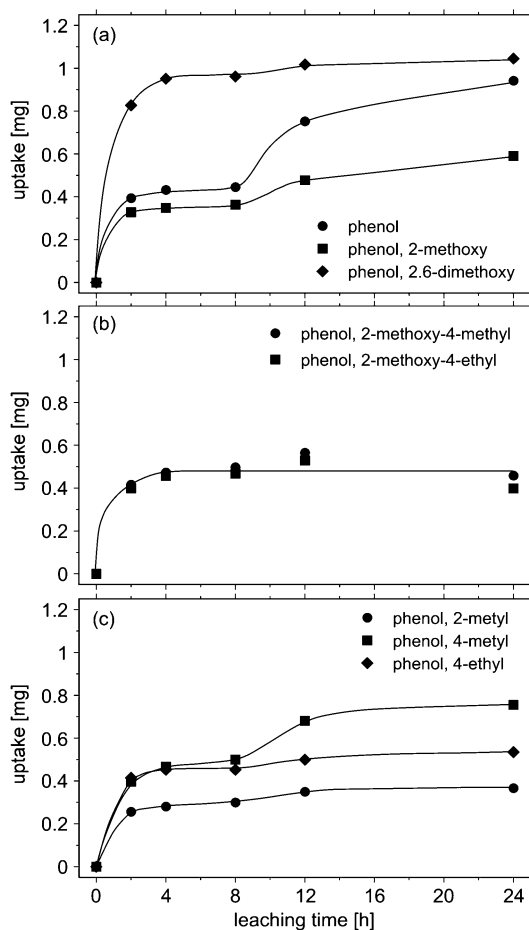 (a)
1.2
1
0.8
0.6
0.4
0.2
0
uptake [mg]
phenol
phenol, 2-methoxy
phenol, 2.6-dimethoxy
(b)
1.2
1
0.8
0.6
0.4
0.2
0
uptake [mg]
phenol, 2-methoxy-4-methyl
phenol, 2-methoxy-4-ethyl
(c)
1.2
1
0.8
0.6
0.4
0.2
0
uptake [mg]
phenol, 2-metyl
phenol, 4-metyl
phenol, 4-ethyl
0 4 8 12 16 20 24
leaching time [h]